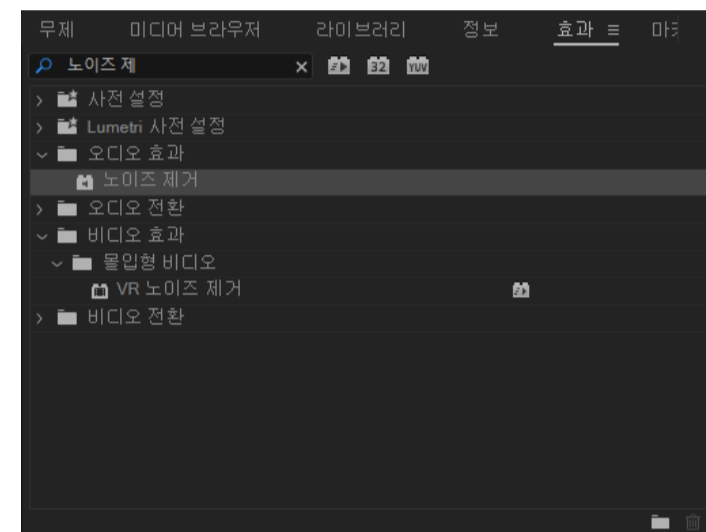 무제 미디어 브라우저 라이브러리 정보 효과
노이즈 제 32 YUV
사전 설정
Lumetri 사전 설정
오디오 효과
노이즈 제거
오디오 전환
비디오 효과
몰입형 비디오
VR 노이즈 제거
비디오 전환